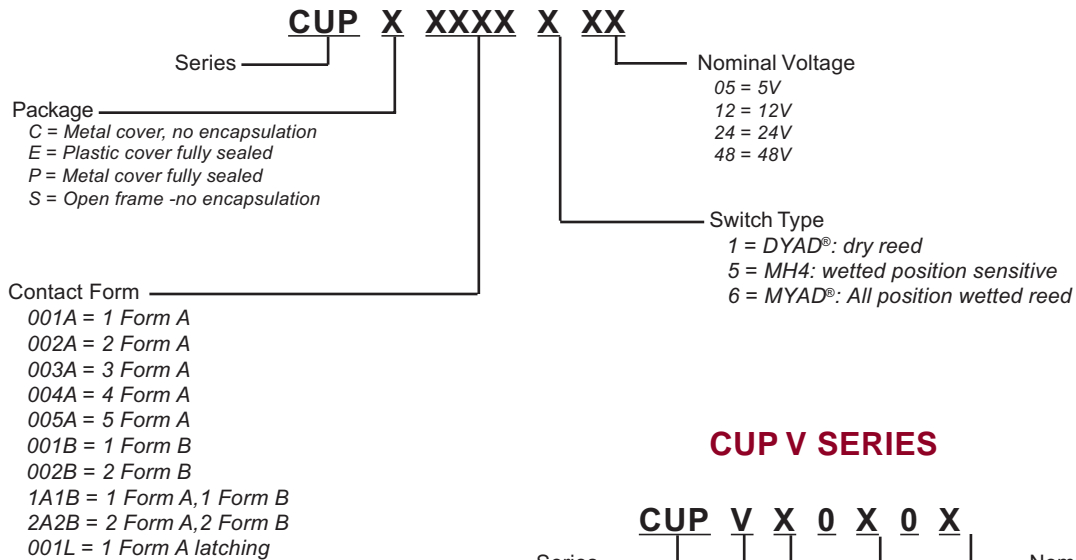 CUP X XXXX X XX
Series
Package
C = Metal cover, no encapsulation
E = Plastic cover fully sealed
P = Metal cover fully sealed
S = Open frame -no encapsulation
Nominal Voltage
05 = 5V
12 = 12V
24 = 24V
48 = 48V
Switch Type
1 = DYAD®: dry reed
5 = MH4: wetted position sensitive
6 = MYAD®: All position wetted reed
Contact Form
001A = 1 Form A
002A = 2 Form A
003A = 3 Form A
004A = 4 Form A
005A = 5 Form A
001B = 1 Form B
002B = 2 Form B
1A1B = 1 Form A,1 Form B
2A2B = 2 Form A,2 Form B
001L = 1 Form A latching
CUP V SERIES
CUP V X 0 X 0 X